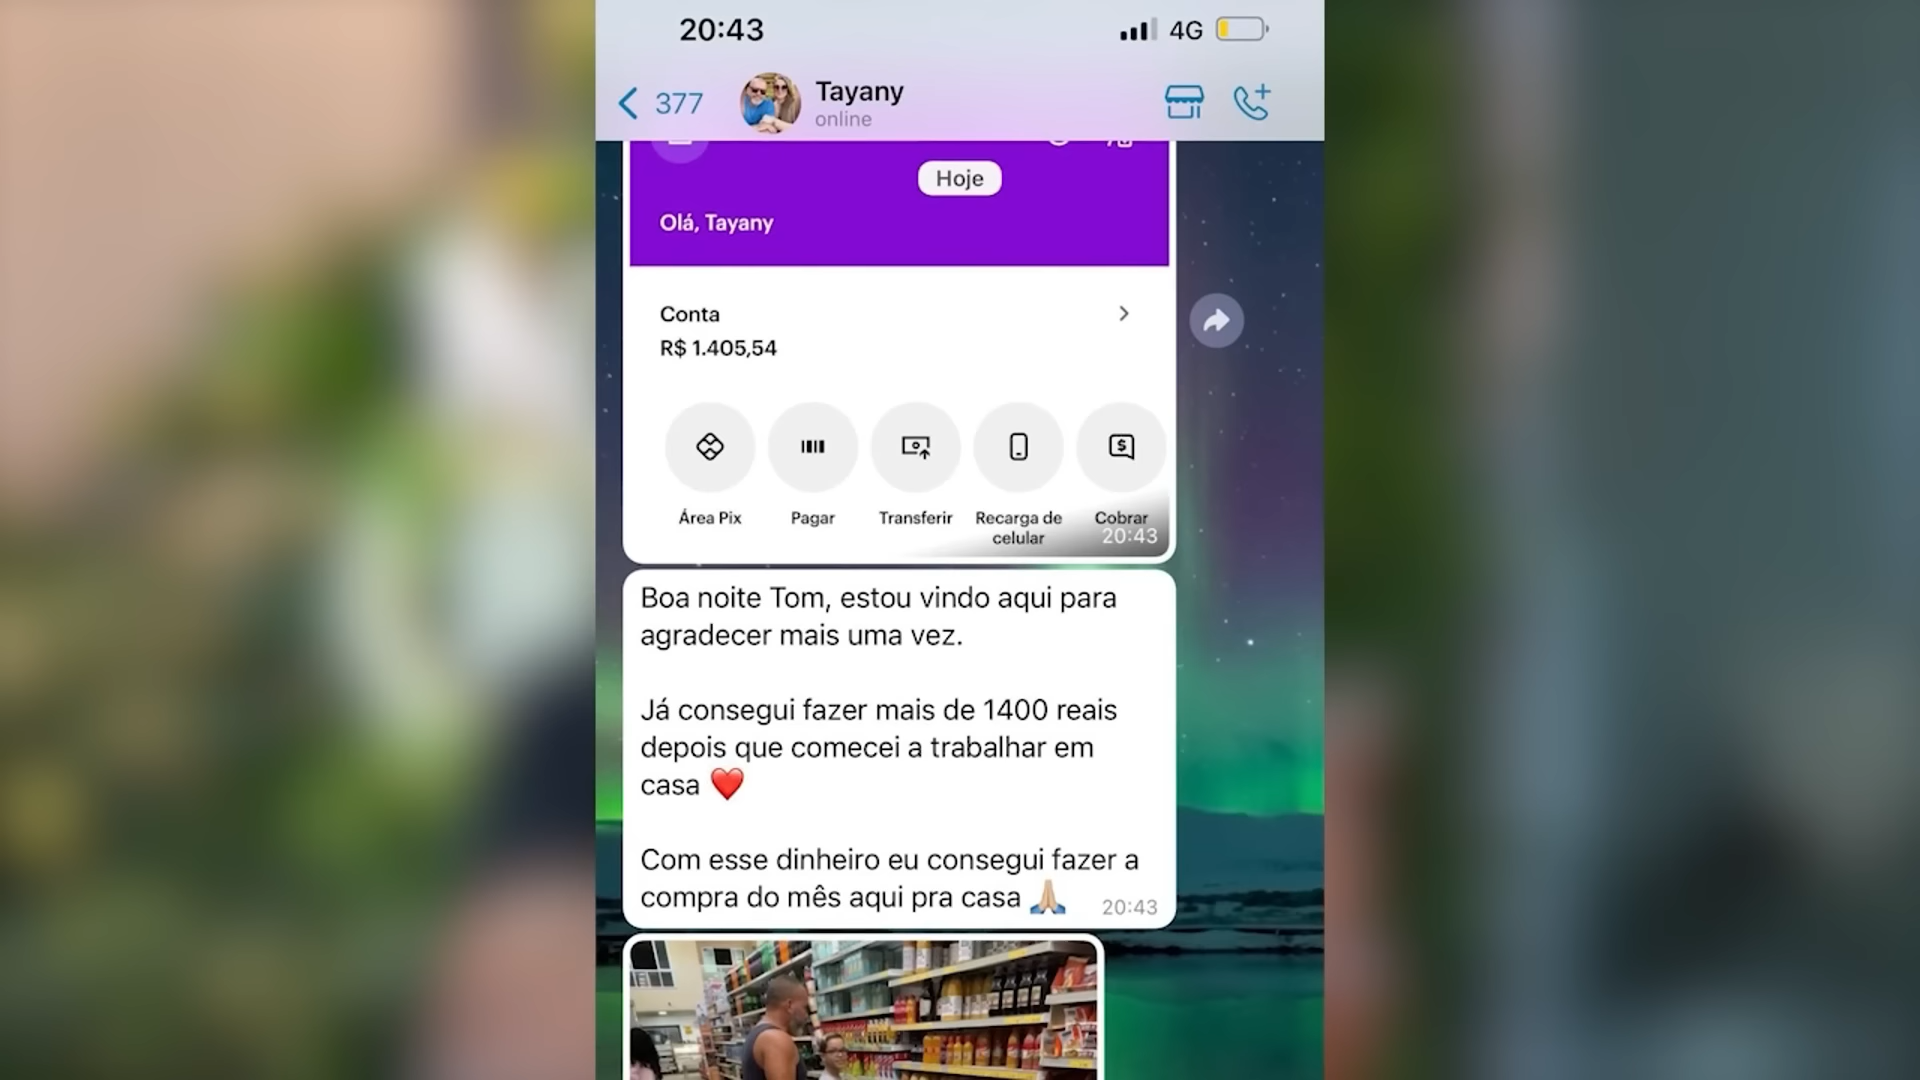 20:43
4G
377
Tayany
online
Hoje
Olá, Tayany
Conta
R$ 1.405,54
Área Pix
Pagar
Transferir
Recarga de
celular
Cobrar
20:43
Boa noite Tom, estou vindo aqui para
agradecer mais uma vez.
Já consegui fazer mais de 1400 reais
depois que comecei a trabalhar em
casa ❤️
Com esse dinheiro eu consegui fazer a
compra do mês aqui pra casa 🙏🏼
20:43